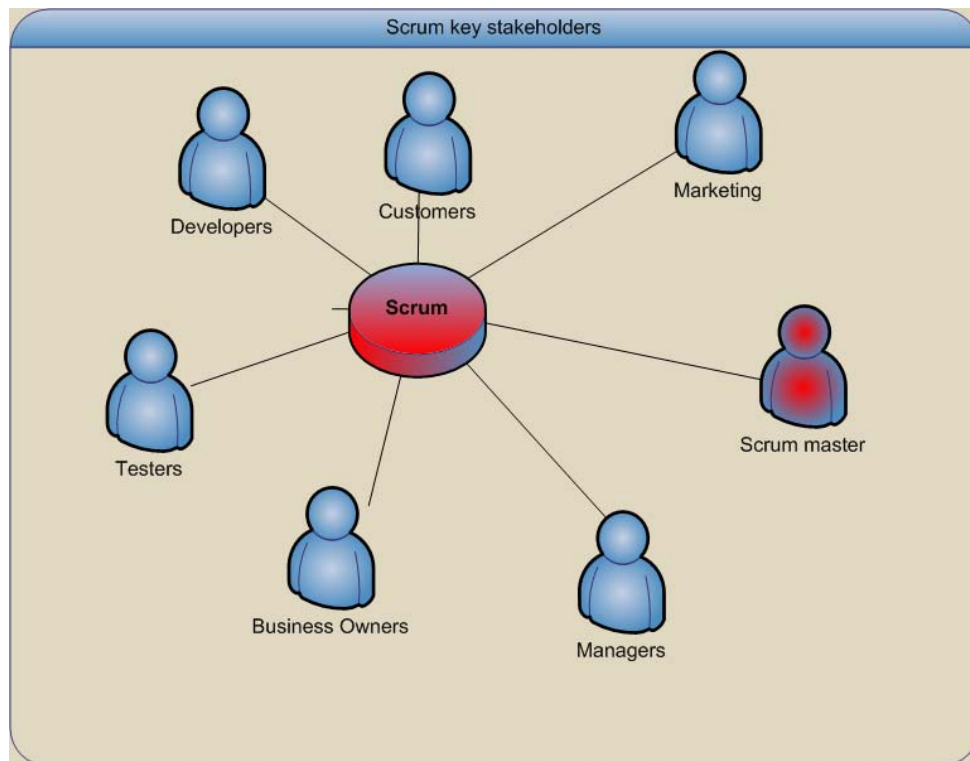 Scrum key stakeholders
Developers
Customers
Marketing
Scrum
Scrum master
Testers
Business Owners
Managers